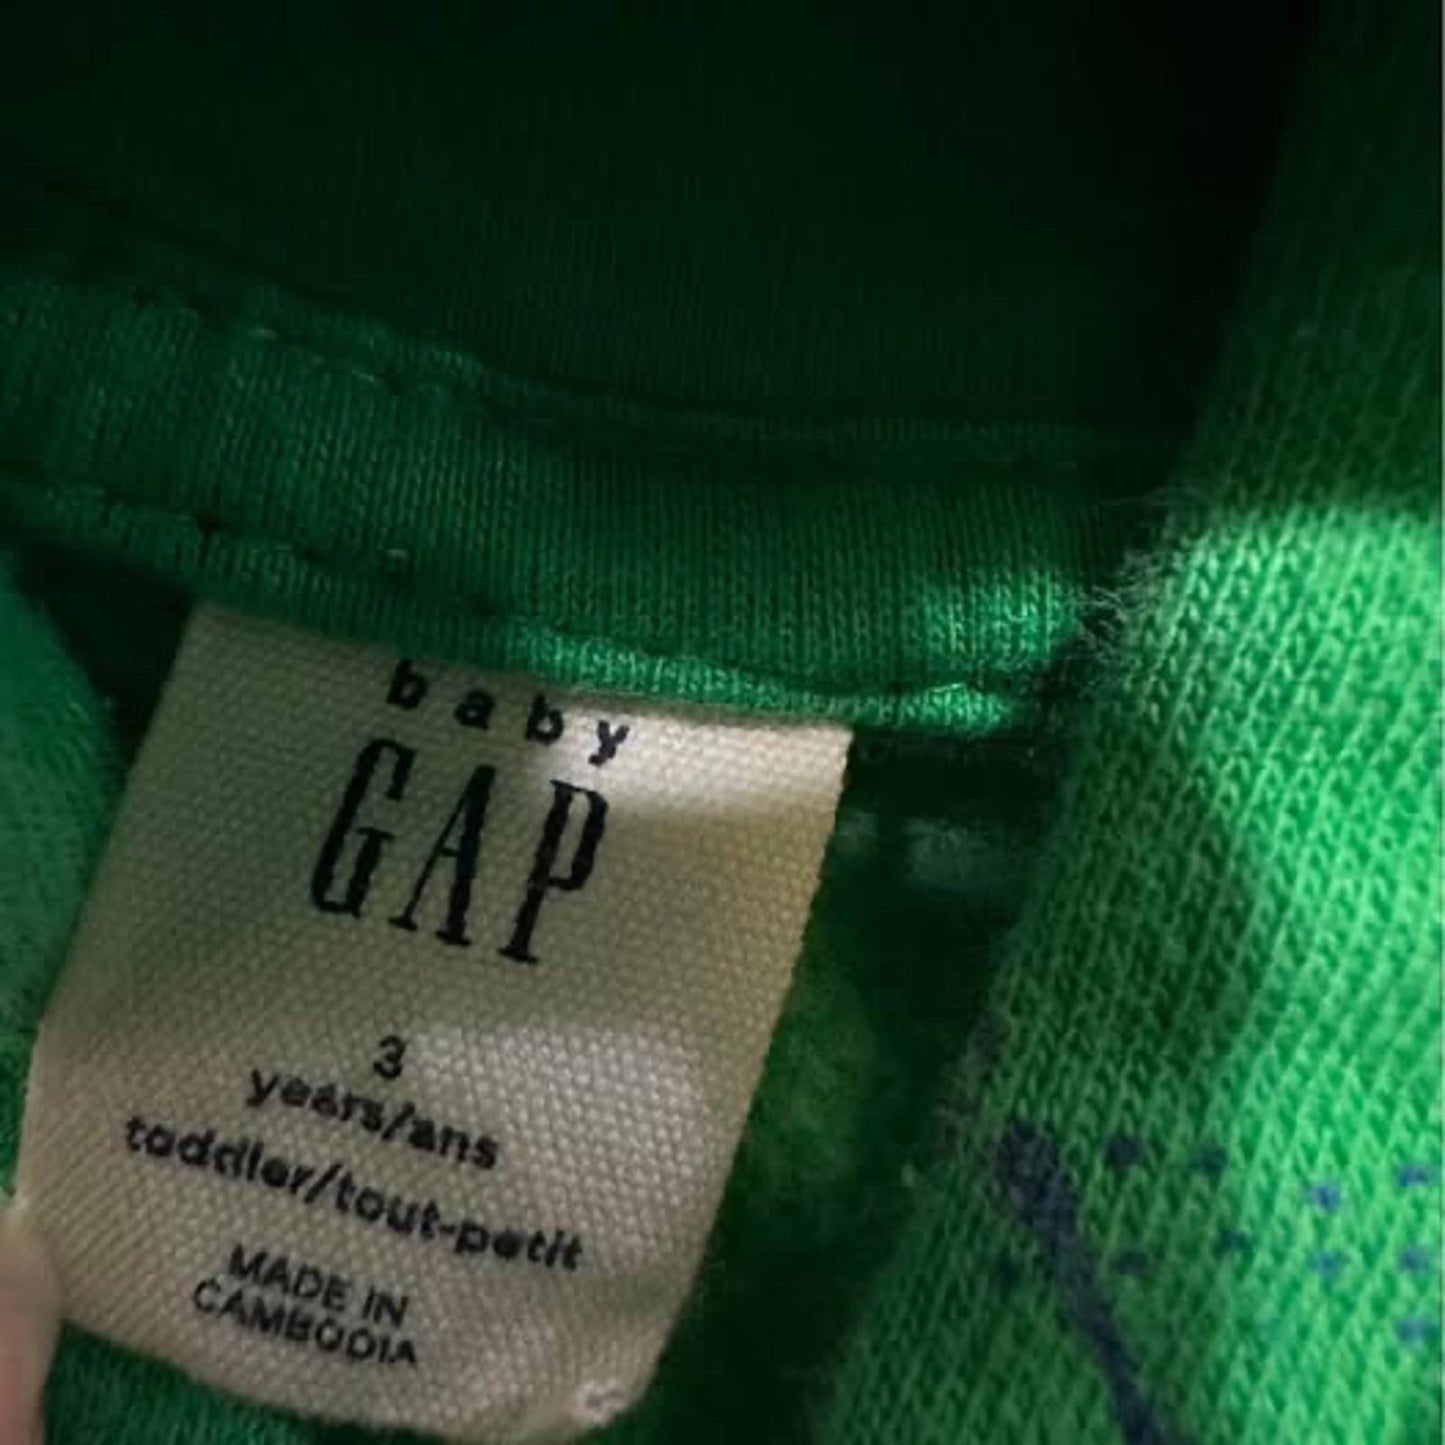 baby
GAP
3
years/ans
toddler/tout-petit
MADE IN
CAMBODIA